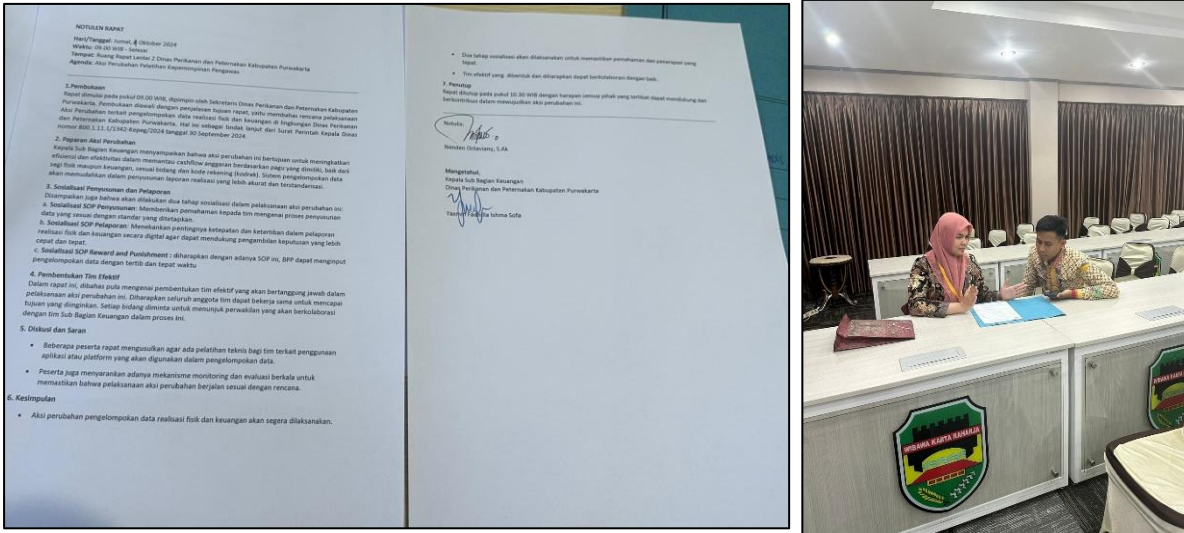 NOTULEN RAPAT
Hari/Tanggal: Jumat, 4 Oktober 2024
Waktu: 09.00 WIB - Selesai
Tempat: Ruang Rapat Lantai 2 Dinas Perikanan dan Peternakan Kabupaten Purwakarta
Agenda: Aksi Perubahan Pelatihan Kepemimpinan Pengawas
1.Pembukaan
Rapat dimulai pada pukul 09.00 WIB, dipimpin oleh Sekretaris Dinas Perikanan dan Peternakan Kabupaten
Purwakarta. Pembukaan diawali dengan penjelasan tujuan rapat, yaitu membahas rencana pelaksanaan
Aksi Perubahan terkait pengelompokan data realisasi fisik dan keuangan di lingkungan Dinas Perikanan
dan Peternakan Kabupaten Purwakarta. Hal ini sebagai tindak lanjut dari Surat Perintah Kepala Dinas
nomor 800.1.11.1/1342-Kepeg/2024 tanggal 30 September 2024.
2. Paparan Aksi Perubahan
Kepala Sub Bagian Keuangan menyampaikan bahwa aksi perubahan ini bertujuan untuk meningkatkan
efisiensi dan efektivitas dalam memantau cashflow anggaran berdasarkan pagu yang dimiliki, baik dari
segi fisik maupun keuangan, sesuai bidang dan kode rekening (kodrek). Sistem pengelompokan data
akan memudahkan dalam penyusunan laporan realisasi yang lebih akurat dan terstandarisasi.
3. Sosialisasi Penyusunan dan Pelaporan
Disampaikan juga bahwa akan dilakukan dua tahap sosialisasi dalam pelaksanaan aksi perubahan ini:
a. Sosialisasi SOP Penyusunan: Memberikan pemahaman kepada tim mengenai proses penyusunan
data yang sesuai dengan standar yang ditetapkan.
b. Sosialisasi SOP Pelaporan: Menekankan pentingnya ketepatan dan ketertiban dalam pelaporan
realisasi fisik dan keuangan secara digital agar dapat mendukung pengambilan keputusan yang lebih
cepat dan tepat.
c. Sosialisasi SOP Reward and Punishment : diharapkan dengan adanya SOP ini, BPP dapat menginput
pengelompokan data dengan tertib dan tepat waktu
4. Pembentukan Tim Efektif
Dalam rapat ini, dibahas pula mengenai pembentukan tim efektif yang akan bertanggung jawab dalam
pelaksanaan aksi perubahan ini. Diharapkan seluruh anggota tim dapat bekerja sama untuk mencapai
tujuan yang diinginkan. Setiap bidang diminta untuk menunjuk perwakilan yang akan berkolaborasi
dengan tim Sub Bagian Keuangan dalam proses ini.
5. Diskusi dan Saran
• Beberapa peserta rapat mengusulkan agar ada pelatihan teknis bagi tim terkait penggunaan
aplikasi atau platform yang akan digunakan dalam pengelompokan data.
• Peserta juga menyarankan adanya mekanisme monitoring dan evaluasi berkala untuk
memastikan bahwa pelaksanaan aksi perubahan berjalan sesuai dengan rencana.
6. Kesimpulan
• Aksi perubahan pengelompokan data realisasi fisik dan keuangan akan segera dilaksanakan.
• Dua tahap sosialisasi akan dilaksanakan untuk memastikan pemahaman dan penerapan yang
tepat.
• Tim efektif yang dibentuk dan diharapkan dapat berkolaborasi dengan baik.
7. Penutup
Rapat ditutup pada pukul 10.30 WIB dengan harapan semua pihak yang terlibat dapat mendukung dan
berkontribusi dalam mewujudkan aksi perubahan ini.
Notulis:
Nenden Octaviany, S.Ak
Mengetahui,
Kepala Sub Bagian Keuangan
Dinas Perikanan dan Peternakan Kabupaten Purwakarta
Ishma Sofa
WIBAWA KARTA RAHARJA
PURWAKARTA
WIBAWA KARTA